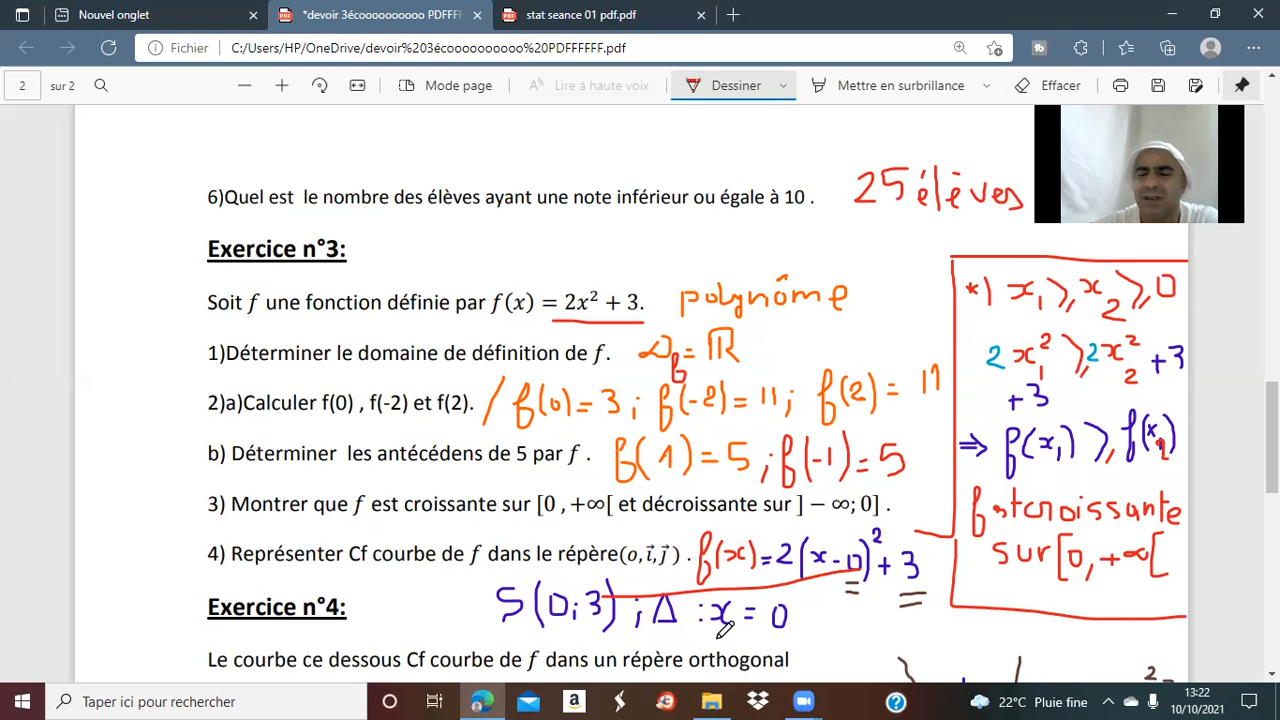 Nouvel onglet
*devoir 3écoooooooooo PDFFFFF
stat seance 01 pdf.pdf
Fichier C:/Users/HP/OneDrive/devoir%203écoooooooooo%20PDFFFFFF.pdf
2 sur 2 Mode page Lire à haute voix Dessiner Mettre en surbrillance Effacer
6)Quel est le nombre des élèves ayant une note inférieur ou égale à 10 . 25 élèves
Exercice n°3:
Soit f une fonction définie par f(x) = 2x² + 3. polynôme
1)Déterminer le domaine de définition de f. D_f = ℝ
2)a)Calculer f(0) , f(-2) et f(2). / f(0) = 3 ; f(-2) = 11 ; f(2) = 11
b) Déterminer les antécédens de 5 par f . f(1) = 5 ; f(-1) = 5
3) Montrer que f est croissante sur [0 , +∞[ et décroissante sur ] − ∞; 0] .
4) Représenter Cf courbe de f dans le répère(o, i⃗, j⃗) . f(x) = 2(x - 0)² + 3
S(0; 3) ; Δ : x = 0
*) x₁ ⩾ x₂ ⩾ 0
2x₁² ⩾ 2x₂² + 3
+ 3
⇒ f(x₁) ⩾ f(x₂)
f est croissante
sur [0, +∞[
Exercice n°4:
Le courbe ce dessous Cf courbe de f dans un répère orthogonal
2
Taper ici pour rechercher
22°C Pluie fine
13:22
10/10/2021